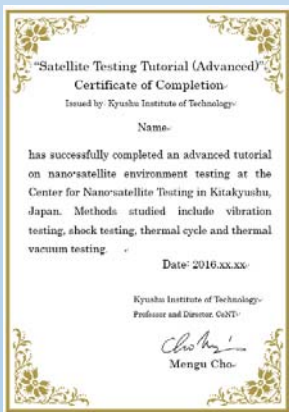 "Satellite Testing Tutorial (Advanced)"
Certificate of Completion
Issued by: Kyushu Institute of Technology
Name
has successfully completed an advanced tutorial
on nano-satellite environment testing at the
Center for Nano-satellite Testing in Kitakyushu,
Japan. Methods studied include vibration
testing, shock testing, thermal cycle and thermal
vacuum testing.
Date: 2016.xx.xx
Kyushu Institute of Technology
Professor and Director, CeNT
Cho Mengu
Mengu Cho